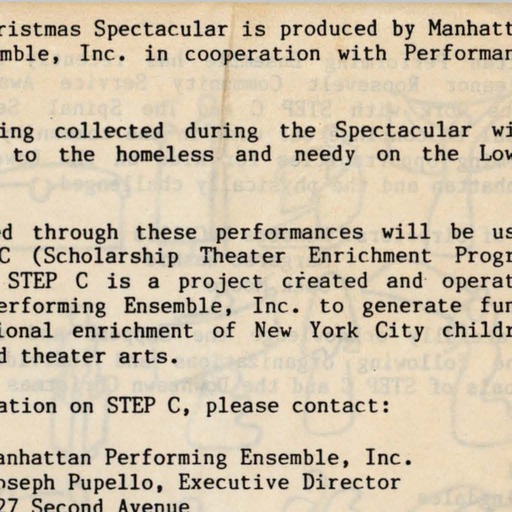 ristmas Spectacular is produced by Manhatt
mble, Inc. in cooperation with Performan
ing collected during the Spectacular wi
to the homeless and needy on the Low
ed through these performances will be us
C (Scholarship Theater Enrichment Progr
STEP C is a project created and operat
erforming Ensemble, Inc. to generate fun
ional enrichment of New York City childr
d theater arts.
ation on STEP C, please contact:
anhattan Performing Ensemble, Inc.
oseph Pupello, Executive Director
27 Second Avenue